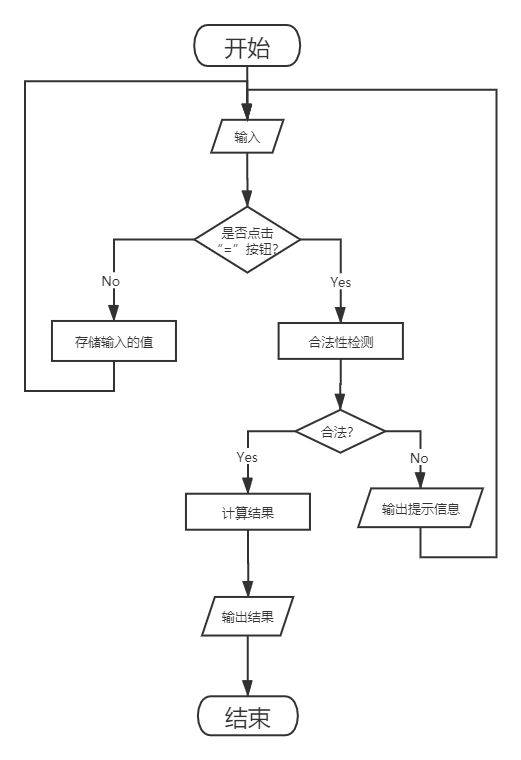 开始
输入
是否点击
“=”按钮?
No
Yes
存储输入的值
合法性检测
合法?
Yes
No
计算结果
输出提示信息
输出结果
结束